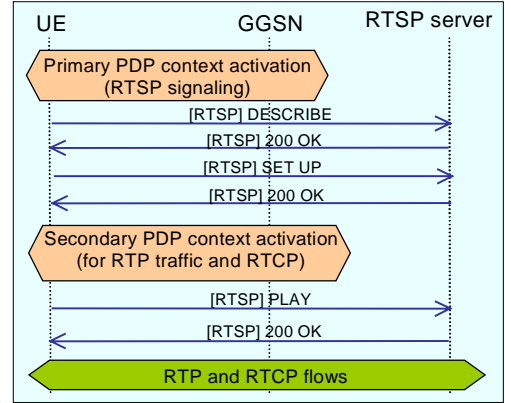 UE GGSN RTSP server
Primary PDP context activation
(RTSP signaling)
[RTSP] DESCRIBE
[RTSP] 200 OK
[RTSP] SET UP
[RTSP] 200 OK
Secondary PDP context activation
(for RTP traffic and RTCP)
[RTSP] PLAY
[RTSP] 200 OK
RTP and RTCP flows